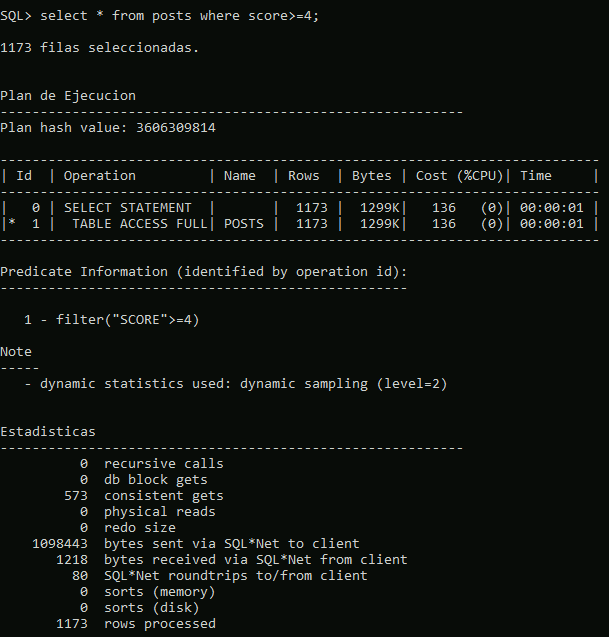 SQL> select * from posts where score>=4;
1173 filas seleccionadas.
Plan de Ejecucion
----------------------------------------------------------
Plan hash value: 3606309814
---------------------------------------------------------------------------
| Id  | Operation         | Name  | Rows  | Bytes | Cost (%CPU)| Time     |
---------------------------------------------------------------------------
|   0 | SELECT STATEMENT  |       |  1173 |  1299K|   136   (0)| 00:00:01 |
|*  1 |  TABLE ACCESS FULL| POSTS |  1173 |  1299K|   136   (0)| 00:00:01 |
---------------------------------------------------------------------------
Predicate Information (identified by operation id):
---------------------------------------------------
   1 - filter("SCORE">=4)
Note
-----
   - dynamic statistics used: dynamic sampling (level=2)
Estadisticas
----------------------------------------------------------
          0  recursive calls
          0  db block gets
        573  consistent gets
          0  physical reads
          0  redo size
    1098443  bytes sent via SQL*Net to client
       1218  bytes received via SQL*Net from client
         80  SQL*Net roundtrips to/from client
          0  sorts (memory)
          0  sorts (disk)
       1173  rows processed